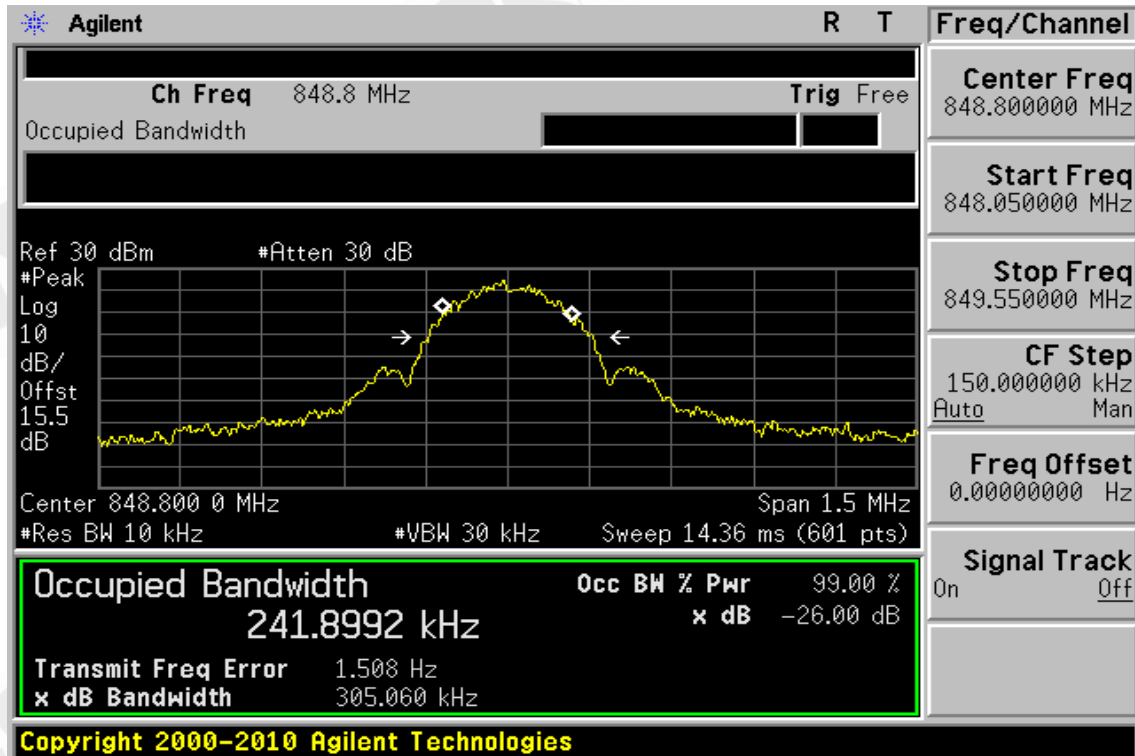 Agilent R T
Freq/Channel
Ch Freq 848.8 MHz Trig Free
Occupied Bandwidth
Center Freq
848.800000 MHz
Start Freq
848.050000 MHz
Stop Freq
849.550000 MHz
CF Step
150.000000 kHz
Auto Man
Freq Offset
0.00000000 Hz
Signal Track
On Off
Ref 30 dBm #Atten 30 dB
#Peak
Log
10
dB/
Offst
15.5
dB
Center 848.800 0 MHz Span 1.5 MHz
#Res BW 10 kHz #VBW 30 kHz Sweep 14.36 ms (601 pts)
Occupied Bandwidth Occ BW % Pwr 99.00 %
241.8992 kHz x dB -26.00 dB
Transmit Freq Error 1.508 Hz
x dB Bandwidth 305.060 kHz
Copyright 2000-2010 Agilent Technologies